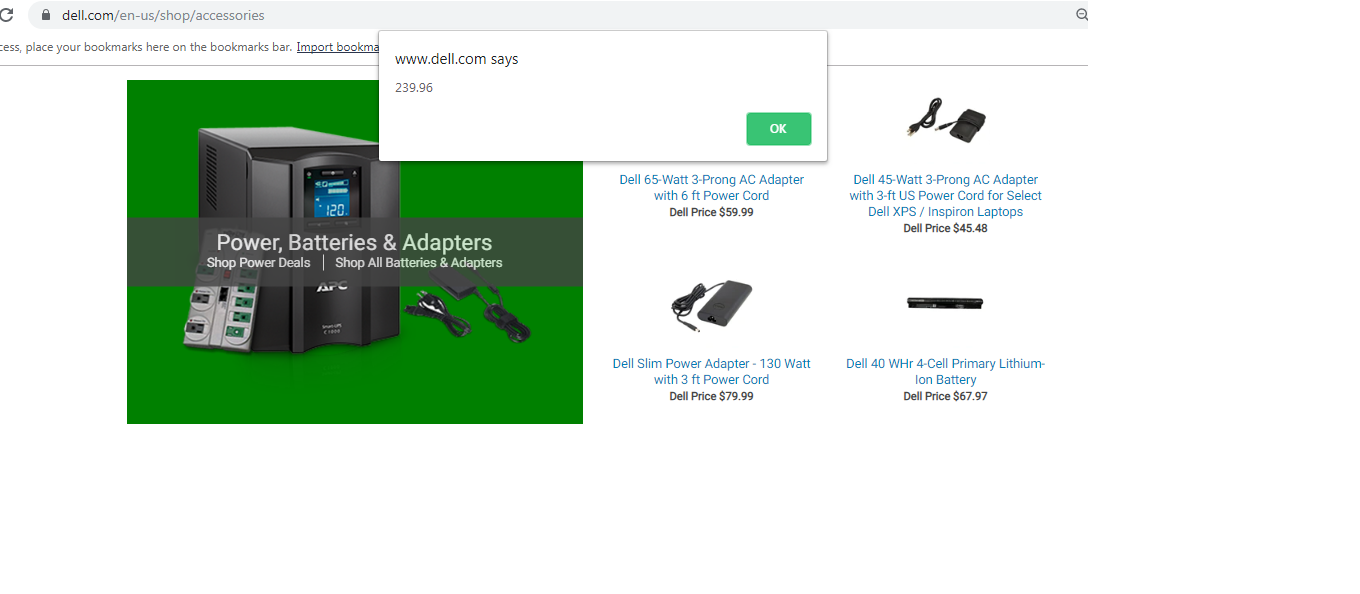 dell.com/en-us/shop/accessories
cess, place your bookmarks here on the bookmarks bar. Import bookma
www.dell.com says
239.96
OK
120
Power, Batteries & Adapters
Shop Power Deals | Shop All Batteries & Adapters
APC
Smart-UPS
C 1000
Dell 65-Watt 3-Prong AC Adapter
with 6 ft Power Cord
Dell Price $59.99
Dell 45-Watt 3-Prong AC Adapter
with 3-ft US Power Cord for Select
Dell XPS / Inspiron Laptops
Dell Price $45.48
Dell Slim Power Adapter - 130 Watt
with 3 ft Power Cord
Dell Price $79.99
Dell 40 WHr 4-Cell Primary Lithium-
Ion Battery
Dell Price $67.97